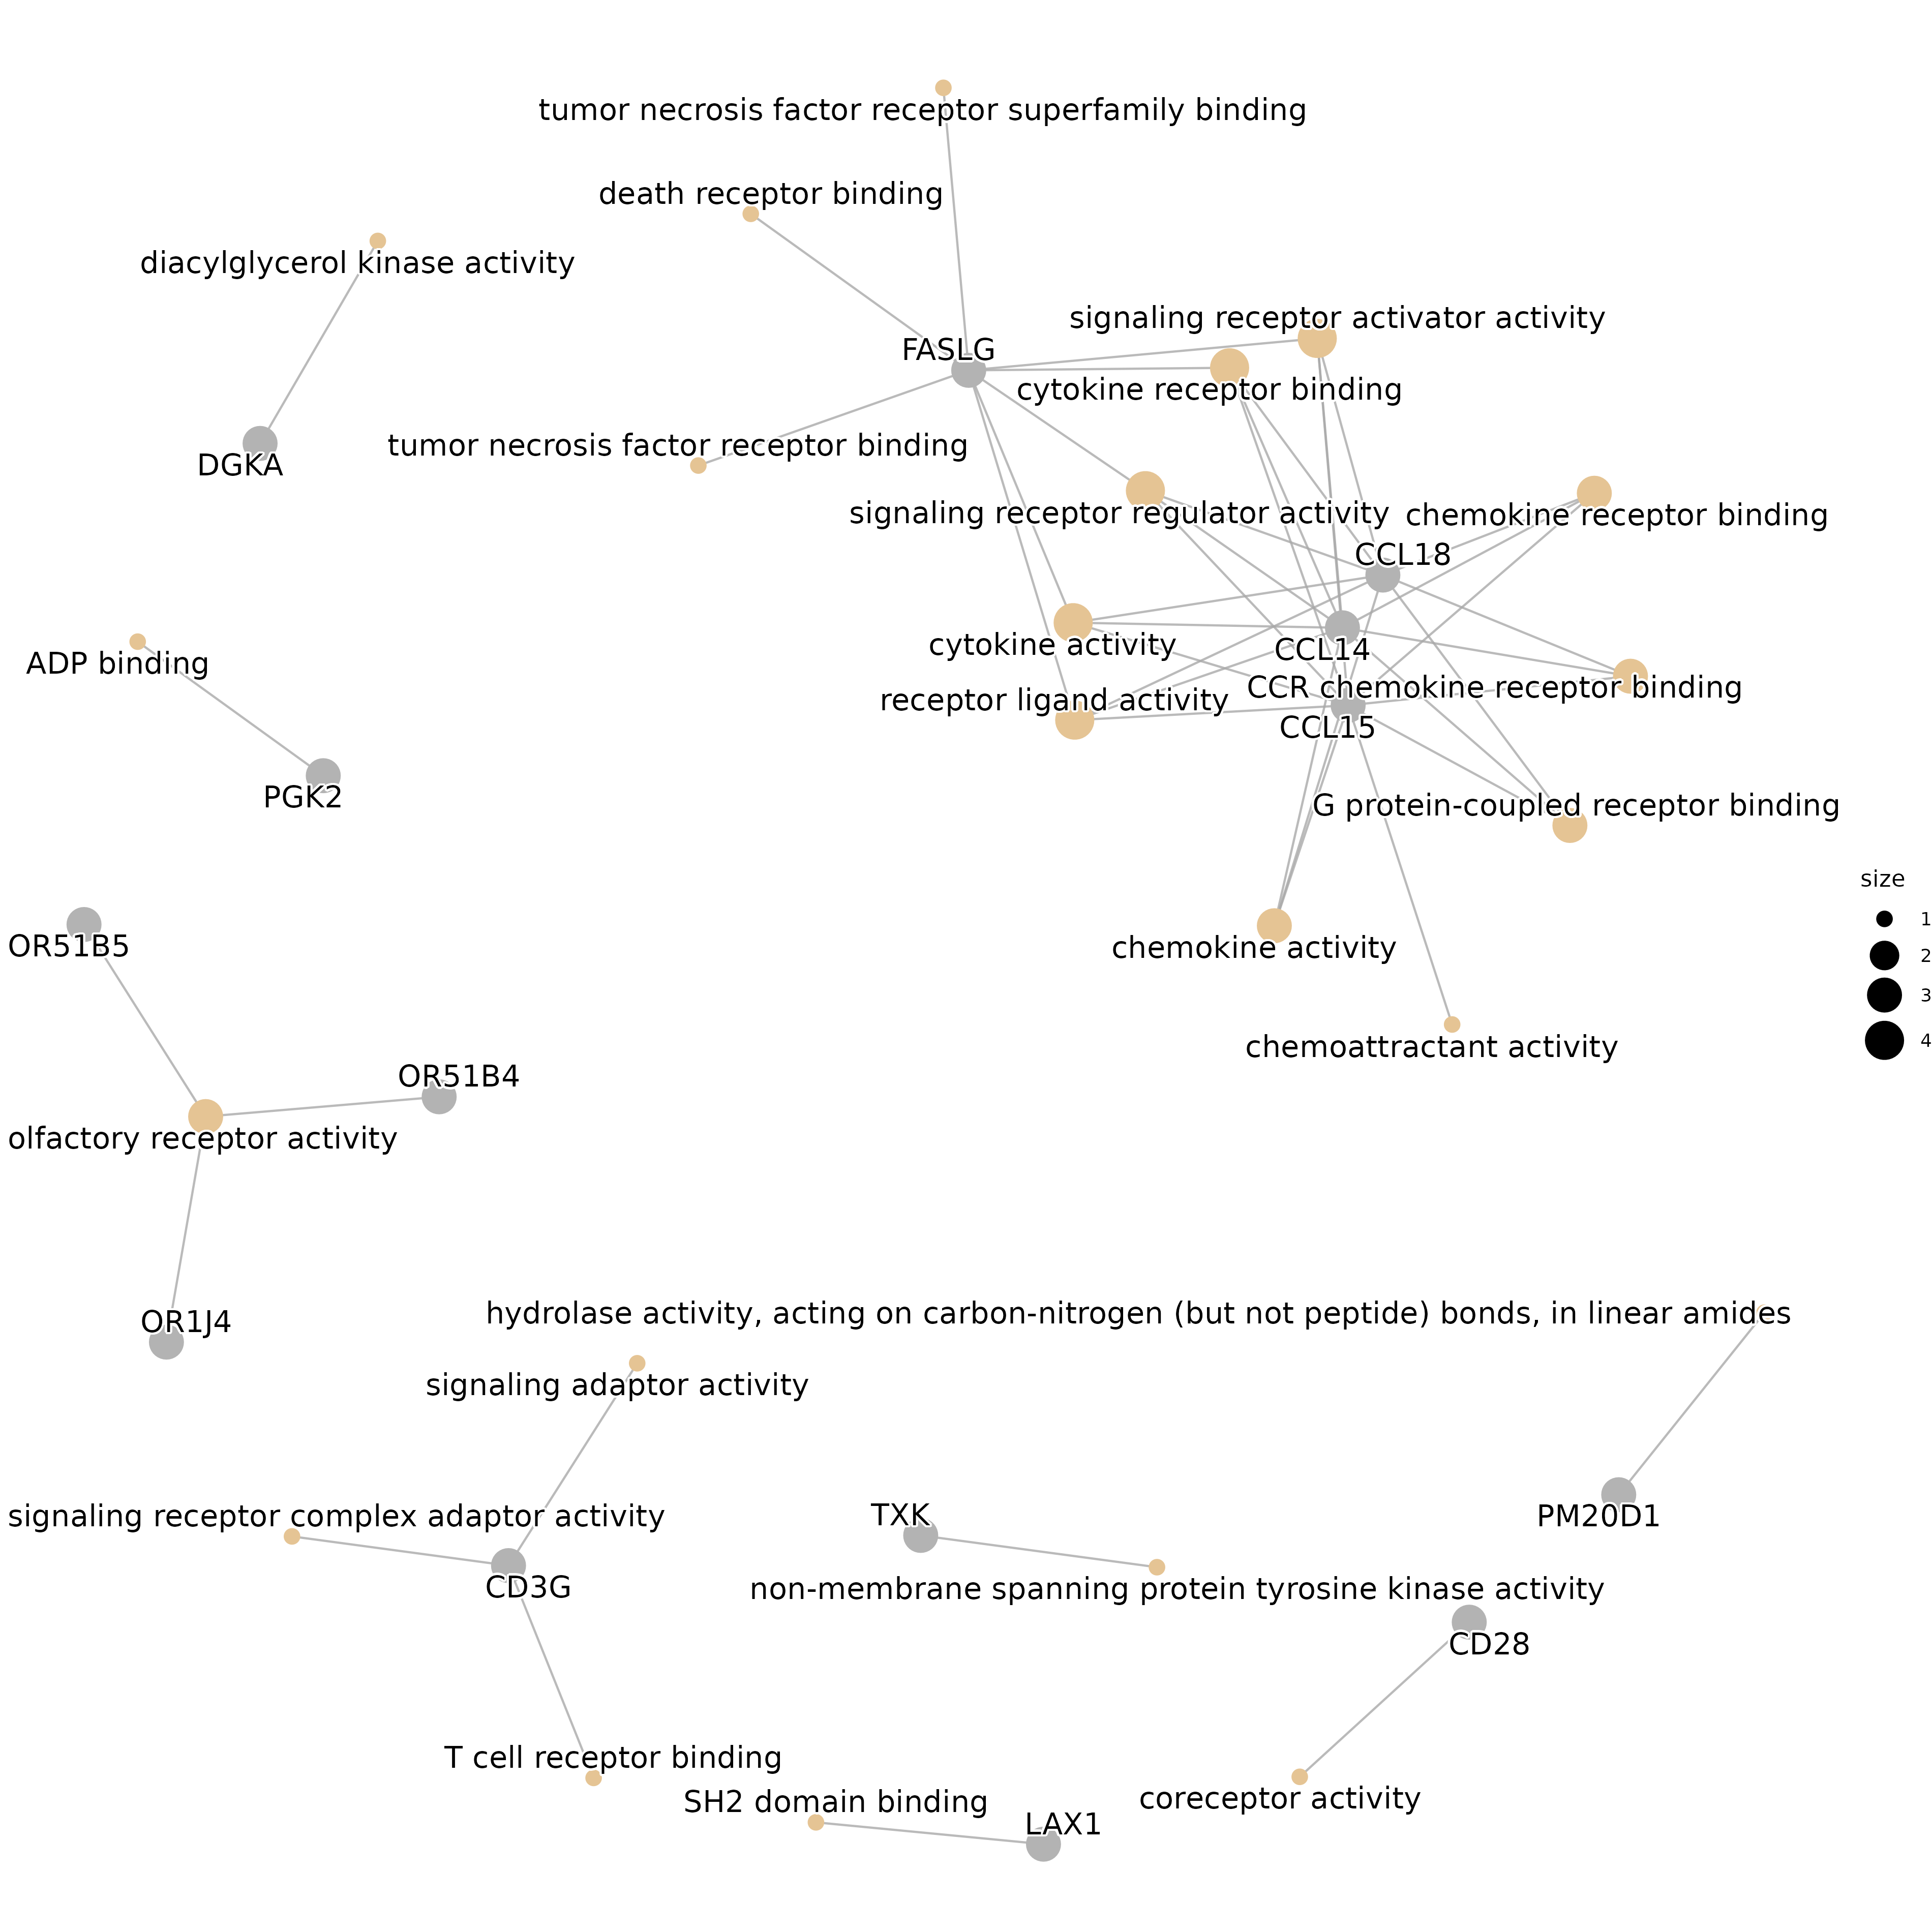 tumor necrosis factor receptor superfamily binding
death receptor binding
diacylglycerol kinase activity
signaling receptor activator activity
FASLG
cytokine receptor binding
tumor necrosis factor receptor binding
DGKA
signaling receptor regulator activity
chemokine receptor binding
CCL18
cytokine activity
CCL14
ADP binding
CCR chemokine receptor binding
receptor ligand activity
CCL15
PGK2
G protein-coupled receptor binding
size
1
2
3
4
OR51B5
chemokine activity
chemoattractant activity
OR51B4
olfactory receptor activity
OR1J4
hydrolase activity, acting on carbon-nitrogen (but not peptide) bonds, in linear amides
signaling adaptor activity
signaling receptor complex adaptor activity
TXK
PM20D1
CD3G
non-membrane spanning protein tyrosine kinase activity
CD28
T cell receptor binding
SH2 domain binding
coreceptor activity
LAX1